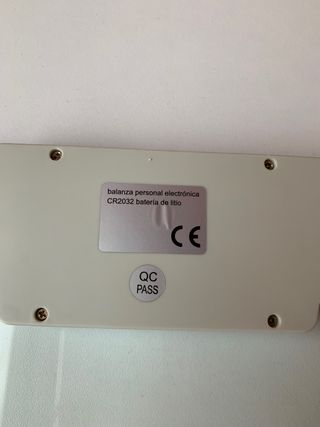 balanza personal electrónica
CR2032 batería de litio
CE
QC
PASS